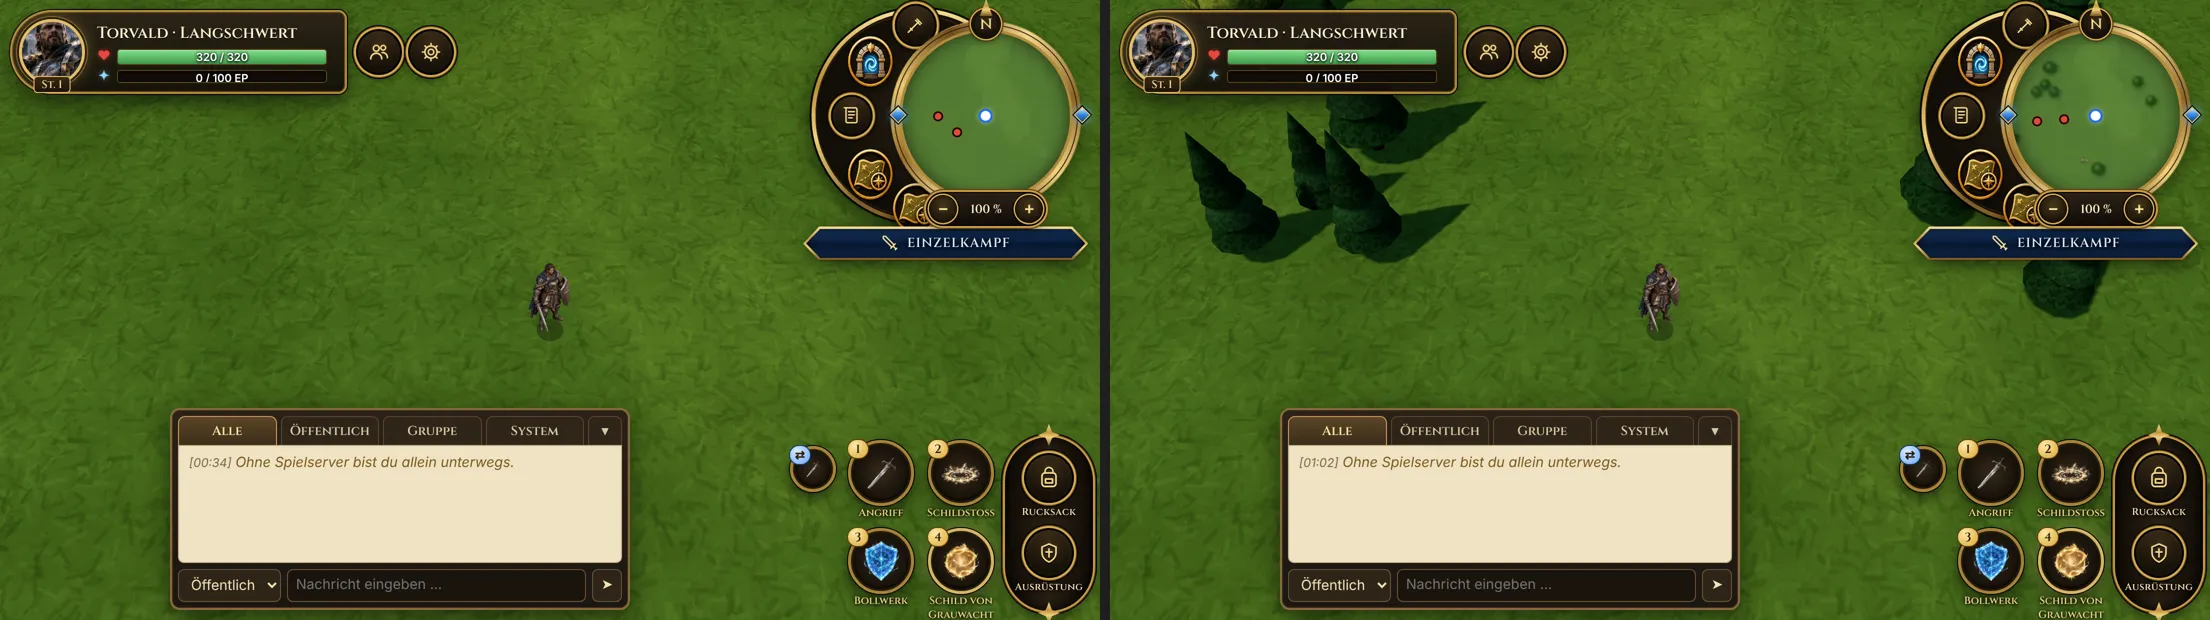 TORVALD · LANGSCHWERT
320 / 320
0 / 100 EP
ST. 1
N
100 %
EINZELKAMPF
ALLE
ÖFFENTLICH
GRUPPE
SYSTEM
[00:34] Ohne Spielserver bist du allein unterwegs.
Öffentlich
Nachricht eingeben ...
1
ANGRIFF
2
SCHILDSTOSS
3
BOLLWERK
4
SCHILD VON
GRAUWACHT
RUCKSACK
AUSRÜSTUNG
TORVALD · LANGSCHWERT
320 / 320
0 / 100 EP
ST. 1
N
100 %
EINZELKAMPF
ALLE
ÖFFENTLICH
GRUPPE
SYSTEM
[01:02] Ohne Spielserver bist du allein unterwegs.
Öffentlich
Nachricht eingeben ...
1
ANGRIFF
2
SCHILDSTOSS
3
BOLLWERK
4
SCHILD VON
GRAUWACHT
RUCKSACK
AUSRÜSTUNG